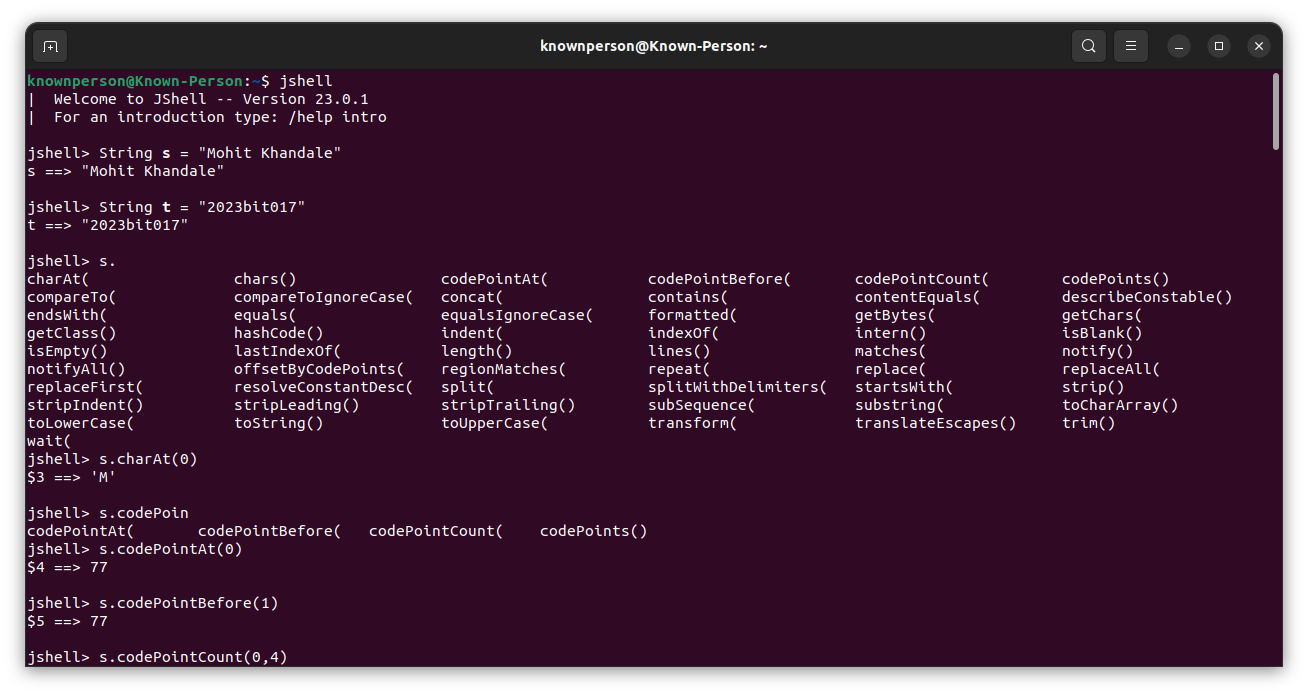 knownperson@Known-Person: ~
knownperson@Known-Person:~$ jshell
|  Welcome to JShell -- Version 23.0.1
|  For an introduction type: /help intro

jshell> String s = "Mohit Khandale"
s ==> "Mohit Khandale"

jshell> String t = "2023bit017"
t ==> "2023bit017"

jshell> s.
charAt(                chars()                codePointAt(           codePointBefore(       codePointCount(        codePoints()
compareTo(             compareToIgnoreCase(   concat(                contains(              contentEquals(         describeConstable()
endsWith(              equals(                equalsIgnoreCase(      formatted(             getBytes(              getChars(
getClass()             hashCode()             indent(                indexOf(               intern()               isBlank()
isEmpty()              lastIndexOf(           length()               lines()                matches(               notify()
notifyAll()            offsetByCodePoints(    regionMatches(         repeat(                replace(               replaceAll(
replaceFirst(          resolveConstantDesc(   split(                 splitWithDelimiters(   startsWith(            strip()
stripIndent()          stripLeading()         stripTrailing()        subSequence(           substring(             toCharArray()
toLowerCase(           toString()             toUpperCase(           transform(             translateEscapes()     trim()
wait(
jshell> s.charAt(0)
$3 ==> 'M'

jshell> s.codePoin
codePointAt(       codePointBefore(   codePointCount(    codePoints()
jshell> s.codePointAt(0)
$4 ==> 77

jshell> s.codePointBefore(1)
$5 ==> 77

jshell> s.codePointCount(0,4)